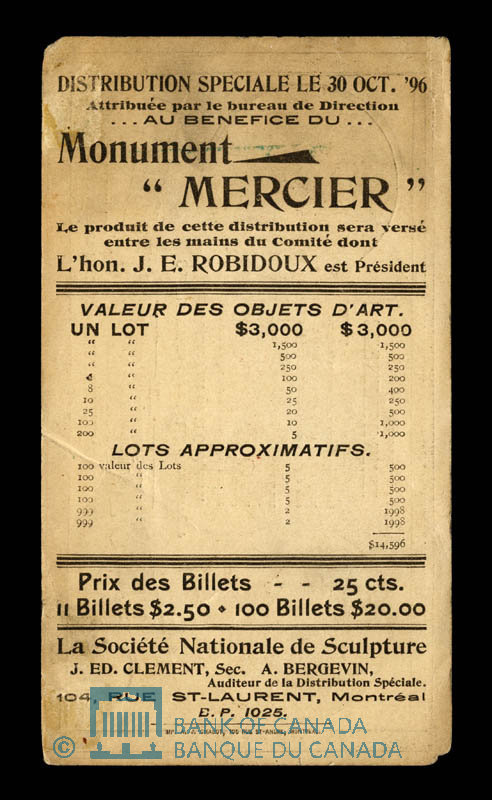 DISTRIBUTION SPECIALE LE 30 OCT. '96
Attribuée par le bureau de Direction
... AU BENEFICE DU ...
Monument
“ MERCIER ”
Le produit de cette distribution sera versé
entre les mains du Comité dont
L'hon. J. E. ROBIDOUX est Président
VALEUR DES OBJETS D'ART.
UN LOT $3,000 $3,000
“ “ 1,500 1,500
“ “ 500 500
“ “ 250 250
“ 100 200
8 “ 50 400
10 “ 25 250
25 “ 20 500
100 “ 10 1,000
200 “ 5 1,000
LOTS APPROXIMATIFS.
100 valeur des Lots 5 500
100 “ 5 500
100 “ 5 500
100 “ 5 500
999 “ 2 1998
999 “ 2 1998
$14,596
Prix des Billets - - 25 cts.
11 Billets $2.50 • 100 Billets $20.00
La Société Nationale de Sculpture
J. ED. CLEMENT, Sec. A. BERGEVIN,
Auditeur de la Distribution Spéciale.
104, RUE ST-LAURENT, Montréal
B. P. 1025.
© BANK OF CANADA
BANQUE DU CANADA